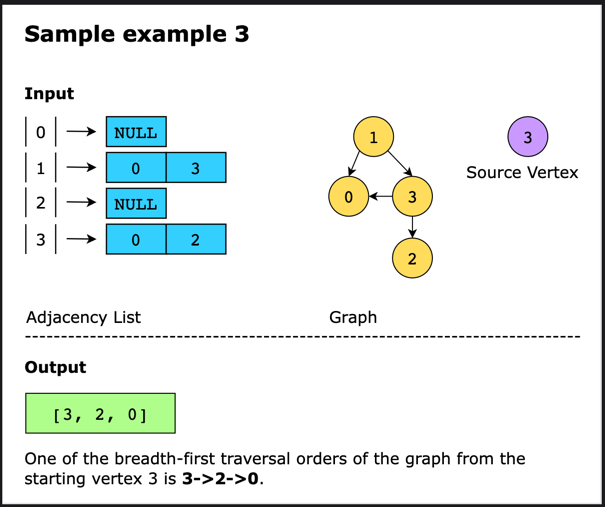 Sample example 3
Input
0 NULL
1 0 3
2 NULL
3 0 2
1
0 3
2
3
Source Vertex
Adjacency List
Graph
Output
[3, 2, 0]
One of the breadth-first traversal orders of the graph from the
starting vertex 3 is 3->2->0.